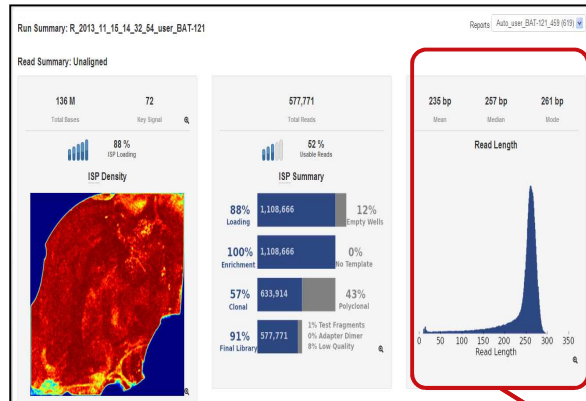 Run Summary: R_2013_11_15_14_32_54_user_BAT-121
Reports Auto_user_BAT-121_459 (619)
Read Summary: Unaligned
136 M 72
Total Bases Key Signal
88 %
ISP Loading
ISP Density
577,771
Total Reads
52 %
Usable Reads
ISP Summary
88% 1,108,666 12%
Loading Empty Wells
100% 1,108,666 0%
Enrichment No Template
57% 633,914 43%
Clonal Polyclonal
91% 577,771 1% Test Fragments
0% Adapter Dimer
Final Library 8% Low Quality
235 bp 257 bp 261 bp
Mean Median Mode
Read Length
0 50 100 150 200 250 300 350
Read Length